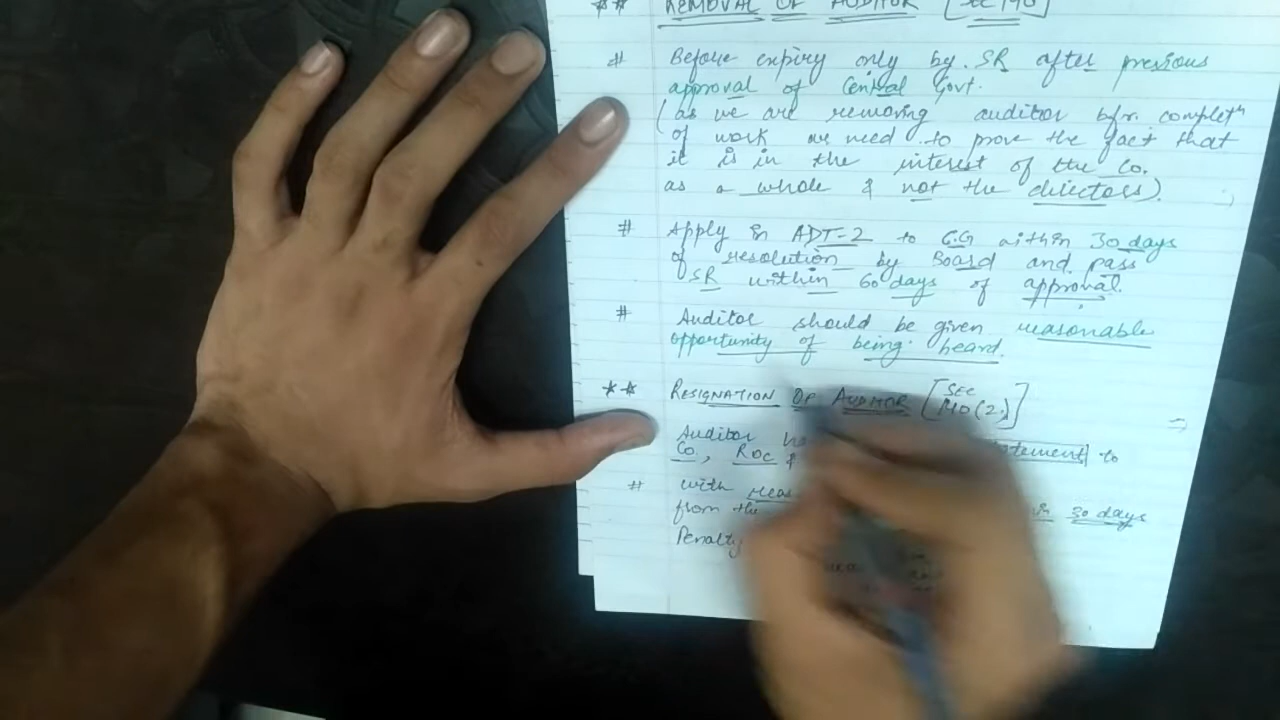 ** REMOVAL OF AUDITOR [Sec 140]
# Before expiry only by SR after previous
approval of Central Govt.
(as we are removing auditor bfr. complet^n
of work we need to prove the fact that
it is in the interest of the Co.
as a whole & not the directors).
# Apply in ADT-2 to C.G within 30 days
of resolution by Board and pass
SR within 60 days of approval.
# Auditor should be given reasonable
opportunity of being heard.
** RESIGNATION OF AUDITOR [SEC
140(2)]
Auditor
tatement to
Co, ROC &
# with
from the 30 days
Penalty